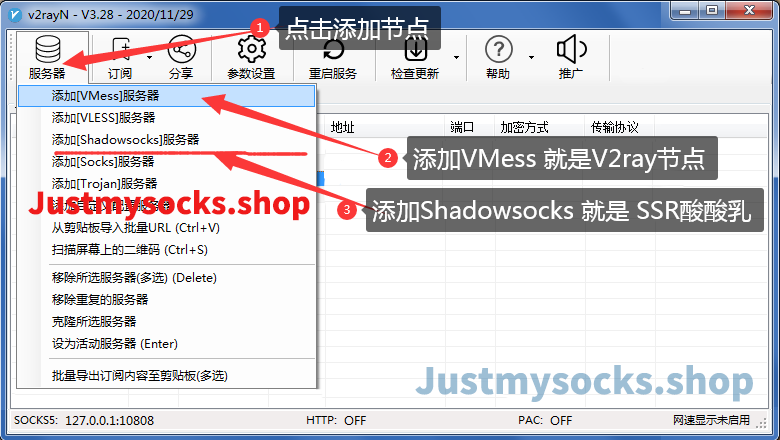 v2rayN - V3.28 - 2020/11/29
1 点击添加节点
服务器
订阅
分享
参数设置
重启服务
检查更新
帮助
推广
添加[VMess]服务器
添加[VLESS]服务器
添加[Shadowsocks]服务器
添加[Socks]服务器
添加[Trojan]服务器
从剪贴板导入批量URL (Ctrl+V)
扫描屏幕上的二维码 (Ctrl+S)
移除所选服务器(多选) (Delete)
移除重复的服务器
克隆所选服务器
设为活动服务器 (Enter)
批量导出订阅内容至剪贴板(多选)
地址
端口
加密方式
传输协议
2 添加VMess 就是V2ray节点
3 添加Shadowsocks 就是 SSR酸酸乳
Justmysocks.shop
Justmysocks.shop
SOCKS5: 127.0.0.1:10808
HTTP: OFF
PAC: OFF
网速显示未启用